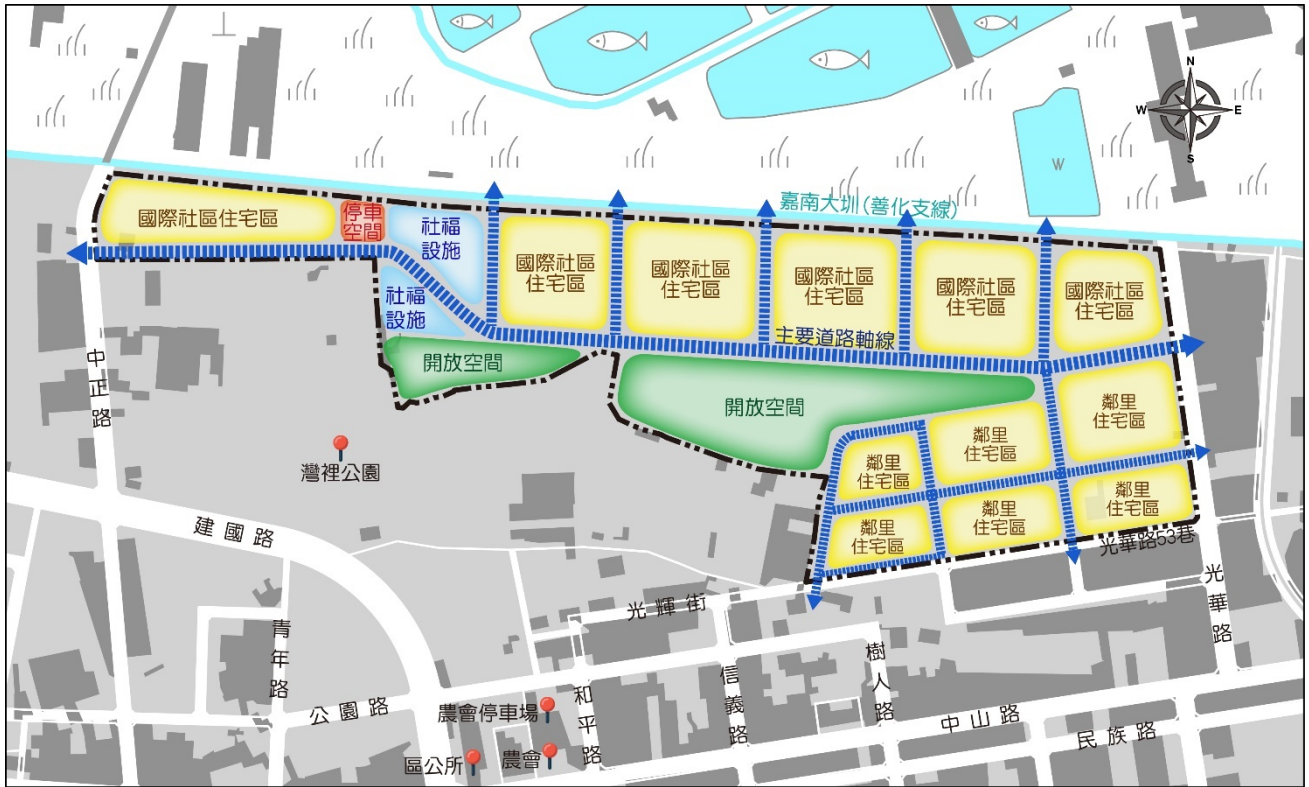 N
W
E
S
嘉南大圳(善化支線)
國際社區住宅區
停車
空間
社福
設施
國際社區
住宅區
國際社區
住宅區
國際社區
住宅區
國際社區
住宅區
國際社區
住宅區
社福
設施
主要道路軸線
開放空間
開放空間
鄰里
住宅區
鄰里
住宅區
鄰里
住宅區
鄰里
住宅區
鄰里
住宅區
鄰里
住宅區
中正路
灣裡公園
建國路
光華路53巷
光華路
光輝街
青年路
公園路
和平路
信義路
樹人路
中山路
民族路
農會停車場
農會
區公所
W